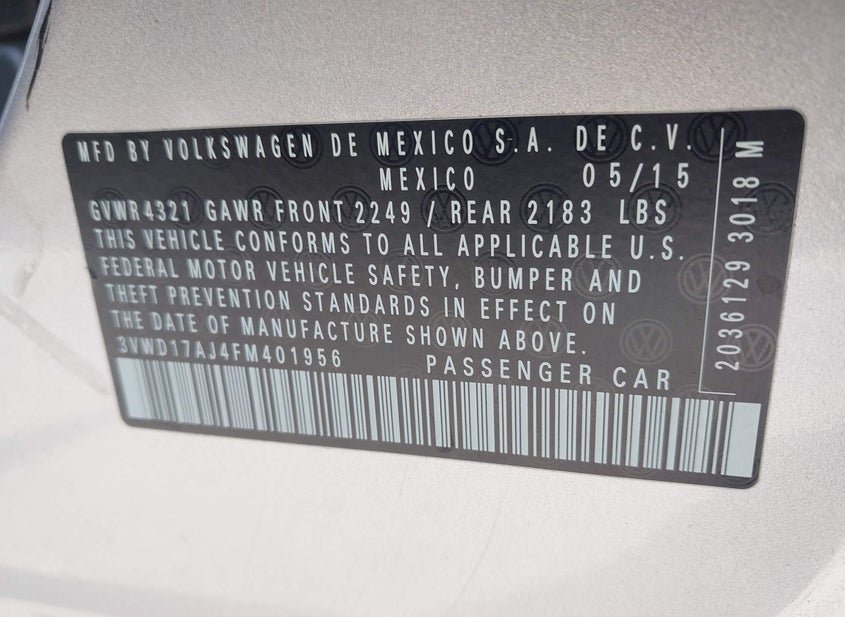 MFD BY VOLKSWAGEN DE MEXICO S.A. DE C.V.
MEXICO 05/15
GVWR 4321 GAWR FRONT 2249 / REAR 2183 LBS
THIS VEHICLE CONFORMS TO ALL APPLICABLE U.S.
FEDERAL MOTOR VEHICLE SAFETY, BUMPER AND
THEFT PREVENTION STANDARDS IN EFFECT ON
THE DATE OF MANUFACTURE SHOWN ABOVE.
3VWD17AJ4FM401956 PASSENGER CAR
2036129 3018 M